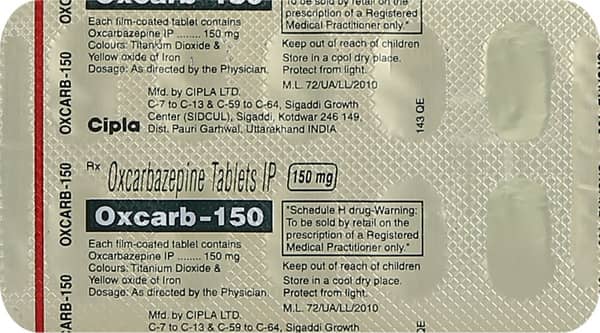 Oxcarb-150
Each film-coated tablet contains
Oxcarbazepine IP ........ 150 mg
Colours: Titanium Dioxide &
Yellow oxide of Iron
Dosage: As directed by the Physician.
To be sold by retail on the
prescription of a Registered
Medical Practitioner only."
Keep out of reach of children
Store in a cool dry place.
Protect from light.
M.L. 72/UA/LL/2010
Mfd. by CIPLA LTD.
C-7 to C-13 & C-59 to C-64, Sigaddi Growth
Center (SIDCUL), Sigaddi, Kotdwar 246 149,
Dist. Pauri Garhwal, Uttarakhand INDIA
Cipla
143 QE
OXCARB-150
OXCARB-150
OXCARB-150
Rx Oxcarbazepine Tablets IP 150 mg
Oxcarb-150
Each film-coated tablet contains
Oxcarbazepine IP ........ 150 mg
Colours: Titanium Dioxide &
Yellow oxide of Iron
Dosage: As directed by the Physician.
"Schedule H drug-Warning:
To be sold by retail on the
prescription of a Registered
Medical Practitioner only."
Keep out of reach of children
Store in a cool dry place.
Protect from light.
M.L. 72/UA/LL/2010
Mfd. by CIPLA LTD.
C-7 to C-13 & C-59 to C-64, Sigaddi Growth